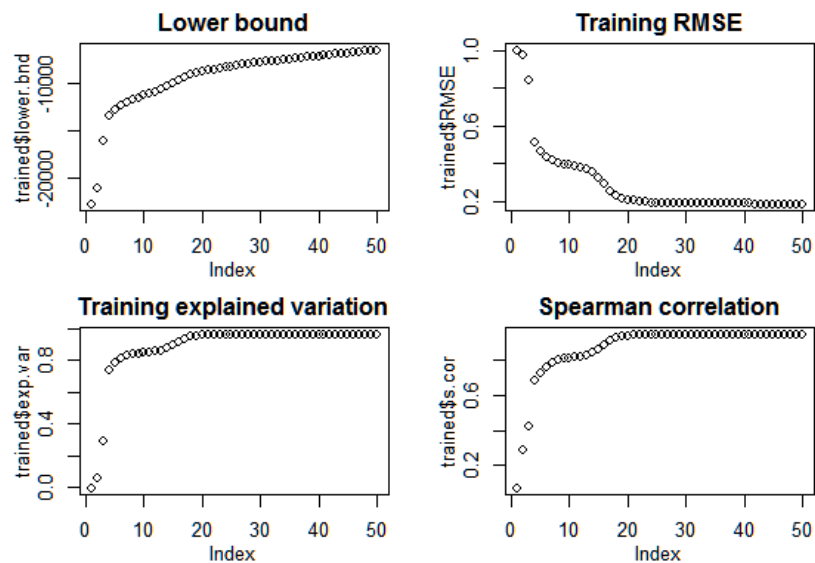 Lower bound
trained$lower.bnd
-10000
-20000
0 10 20 30 40 50
Index
Training RMSE
trained$RMSE
1.0
0.6
0.2
0 10 20 30 40 50
Index
Training explained variation
trained$exp.var
0.8
0.4
0.0
0 10 20 30 40 50
Index
Spearman correlation
trained$s.cor
0.6
0.2
0 10 20 30 40 50
Index